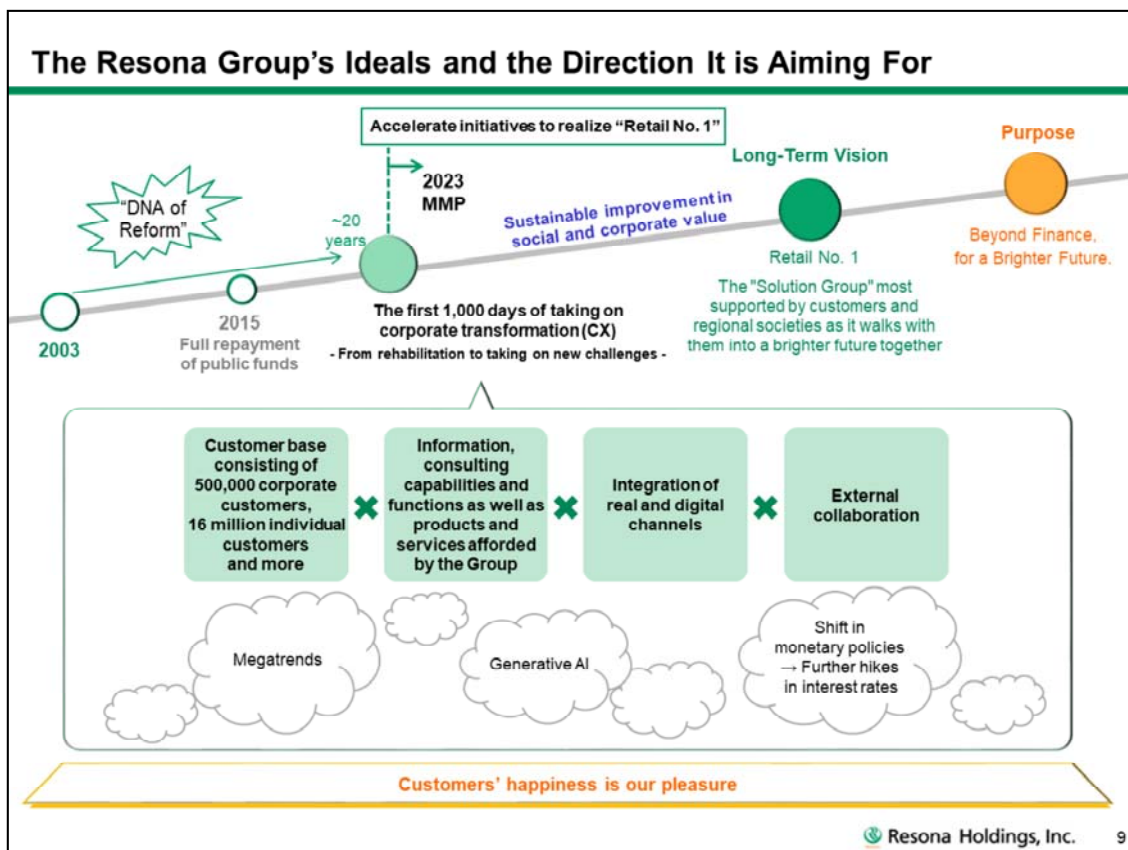 The Resona Group's Ideals and the Direction It is Aiming For
Accelerate initiatives to realize "Retail No. 1"
Purpose
Long-Term Vision
2023
MMP
"DNA of
Reform"
~20
years
Sustainable improvement in
social and corporate value
Beyond Finance,
for a Brighter Future.
Retail No. 1
The "Solution Group" most
supported by customers and
regional societies as it walks with
them into a brighter future together
2003
2015
Full repayment
of public funds
The first 1,000 days of taking on
corporate transformation (CX)
- From rehabilitation to taking on new challenges -
Customer base
consisting of
500,000 corporate
customers,
16 million individual
customers
and more
Information,
consulting
capabilities and
functions as well as
products and
services afforded
by the Group
Integration of
real and digital
channels
External
collaboration
Megatrends
Generative AI
Shift in
monetary policies
→ Further hikes
in interest rates
Customers' happiness is our pleasure
Resona Holdings, Inc.
9